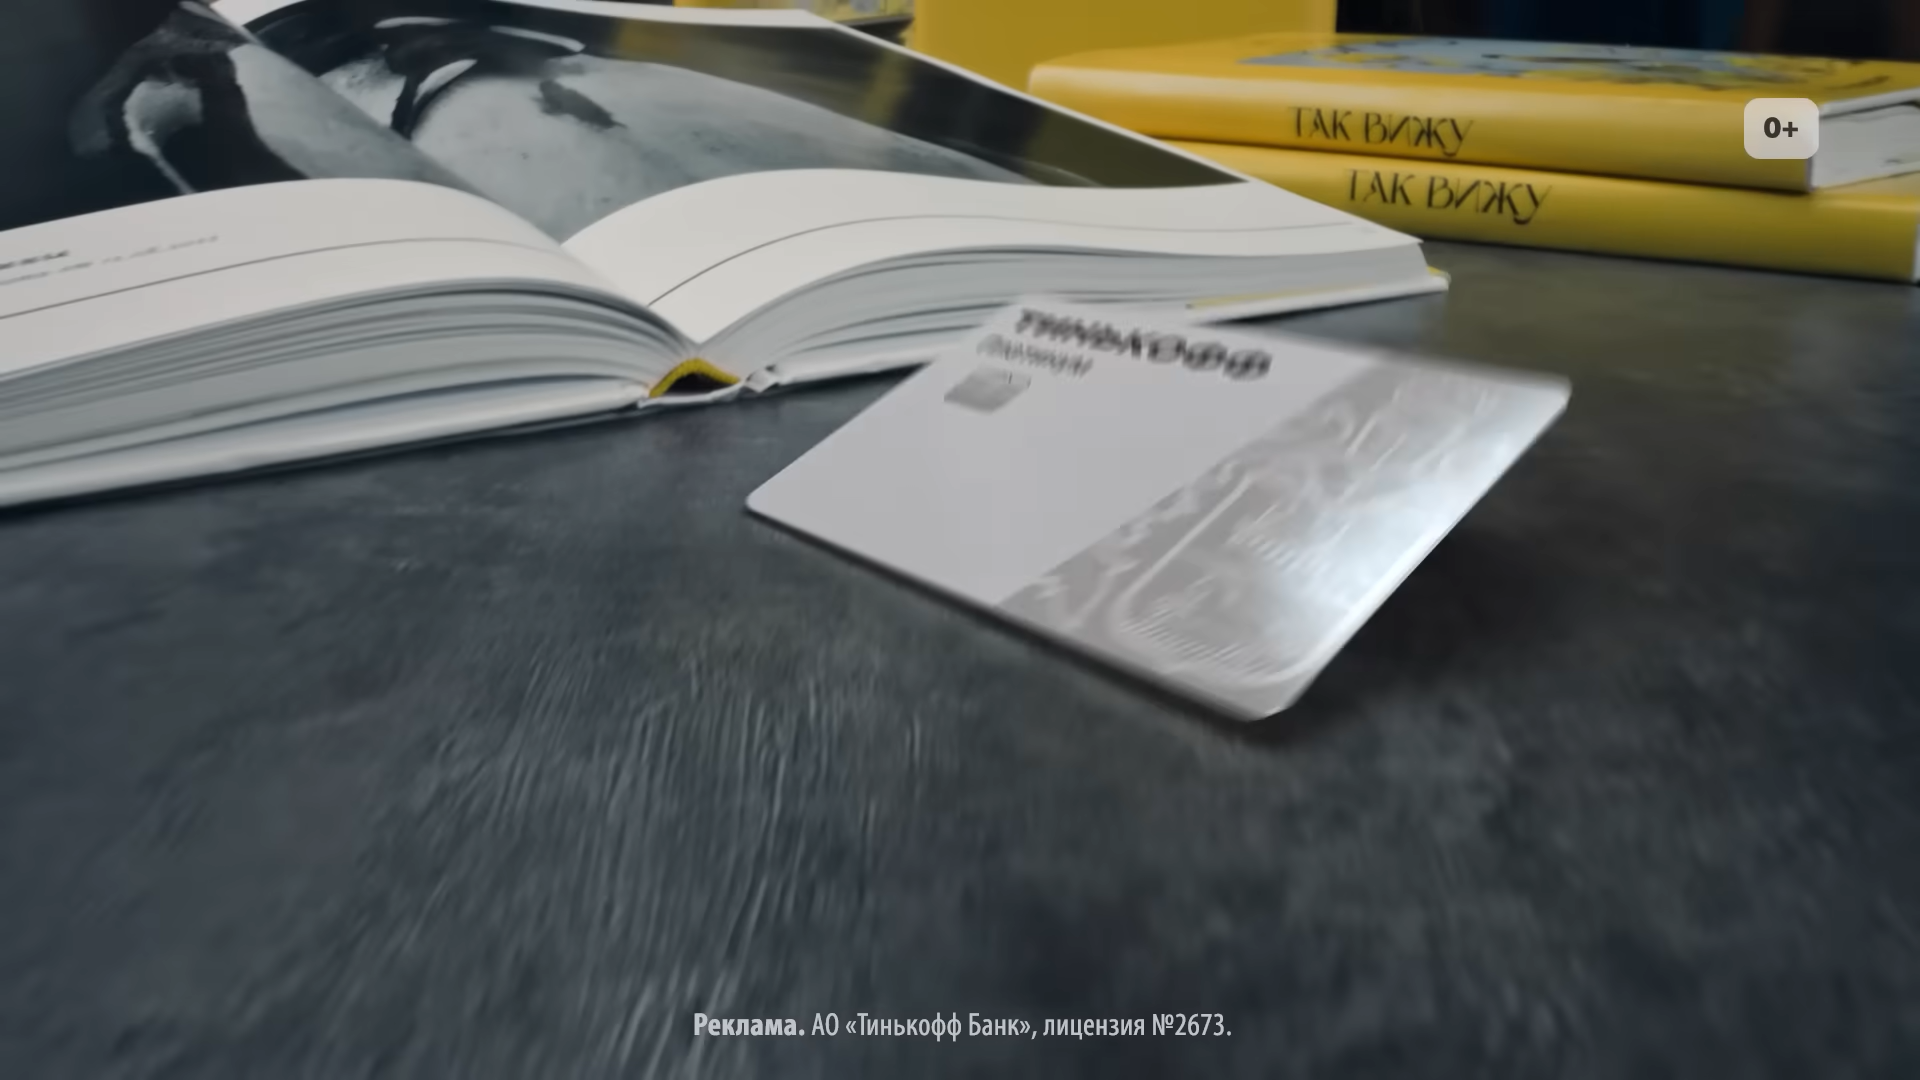 ТАК ВИЖУ
0+
ТАК ВИЖУ
ТИНЬКОФФ
Реклама. АО «Тинькофф Банк», лицензия №2673.